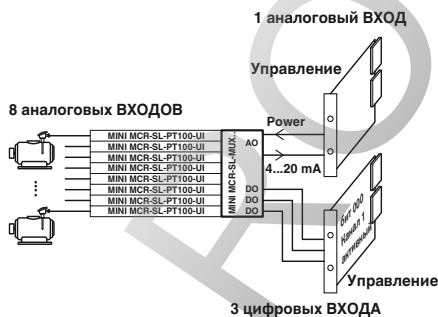 1 аналоговый ВХОД
Управление
8 аналоговых ВХОДОВ
Power
MINI MCR-SL-PT100-UI
MINI MCR-SL-PT100-UI
MINI MCR-SL-PT100-UI
MINI MCR-SL-PT100-UI
MINI MCR-SL-PT100-UI
MINI MCR-SL-PT100-UI
MINI MCR-SL-PT100-UI
MINI MCR-SL-PT100-UI
MINI MCR-SL-MUX...
AO
4...20 mA
DO
DO
DO
бит 000
Канал 1
активным
Управление
3 цифровых ВХОДА